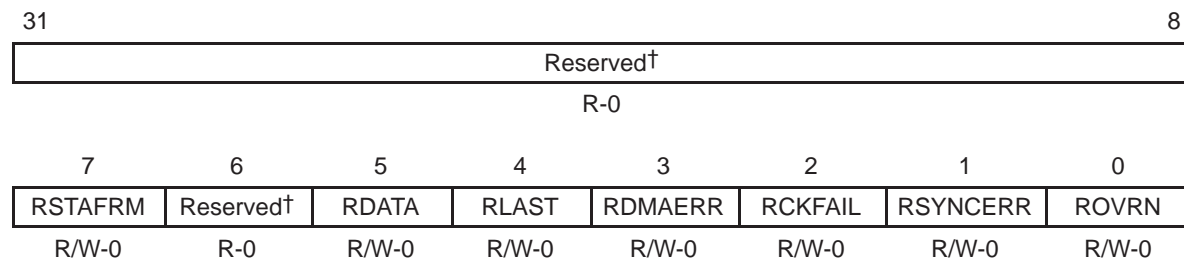 31 8
Reserved†
R-0
7 6 5 4 3 2 1 0
RSTAFRM Reserved† RDATA RLAST RDMAERR RCKFAIL RSYNCERR ROVRN
R/W-0 R-0 R/W-0 R/W-0 R/W-0 R/W-0 R/W-0 R/W-0